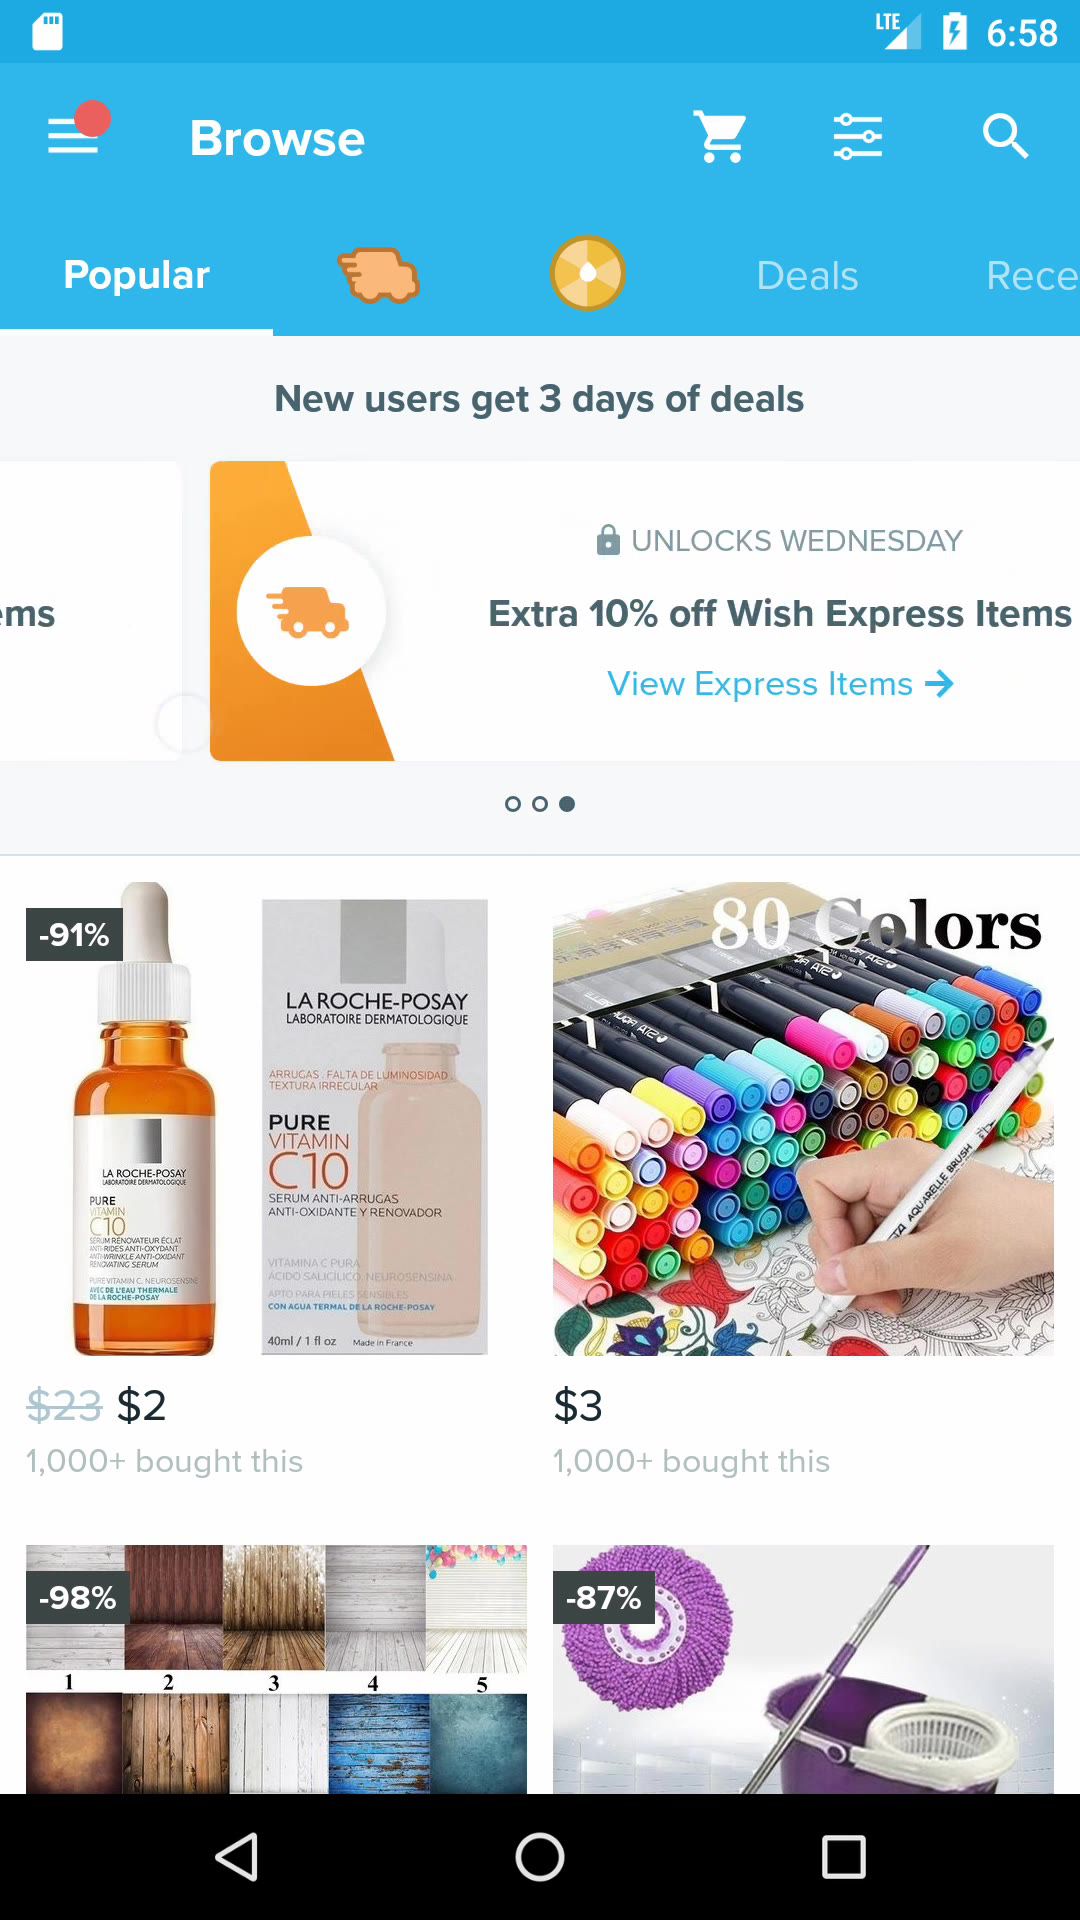 LTE 6:58
Browse
Popular Deals Rece
New users get 3 days of deals
UNLOCKS WEDNESDAY
ems Extra 10% off Wish Express Items
View Express Items →
-91%
LA ROCHE-POSAY
LABORATOIRE DERMATOLOGIQUE
ARRUGAS . FALTA DE LUMINOSIDAD
TEXTURA IRREGULAR
PURE
VITAMIN
C10
SERUM ANTI-ARRUGAS
ANTI-OXIDANTE Y RENOVADOR
VITAMINA C PURA
ÁCIDO SALICÍLICO. NEUROSENSINA
APTO PARA PIELES SENSIBLES
CON AGUA TERMAL DE LA ROCHE-POSAY
40ml / 1 fl oz Made in France
LA ROCHE-POSAY
LABORATOIRE DERMATOLOGIQUE
PURE
VITAMIN
C10
SÉRUM RÉNOVATEUR ÉCLAT
ANTI-RIDES ANTI-OXYDANT
ANTI-WRINKLE ANTI-OXIDANT
RENOVATING SERUM
PURE VITAMIN C. NEUROSENSINE
AVEC DE L'EAU THERMALE
DE LA ROCHE-POSAY
80 Colors
STA
AQUARELLE BRUSH
$23 $2
1,000+ bought this
$3
1,000+ bought this
-98%
1 2 3 4 5
-87%